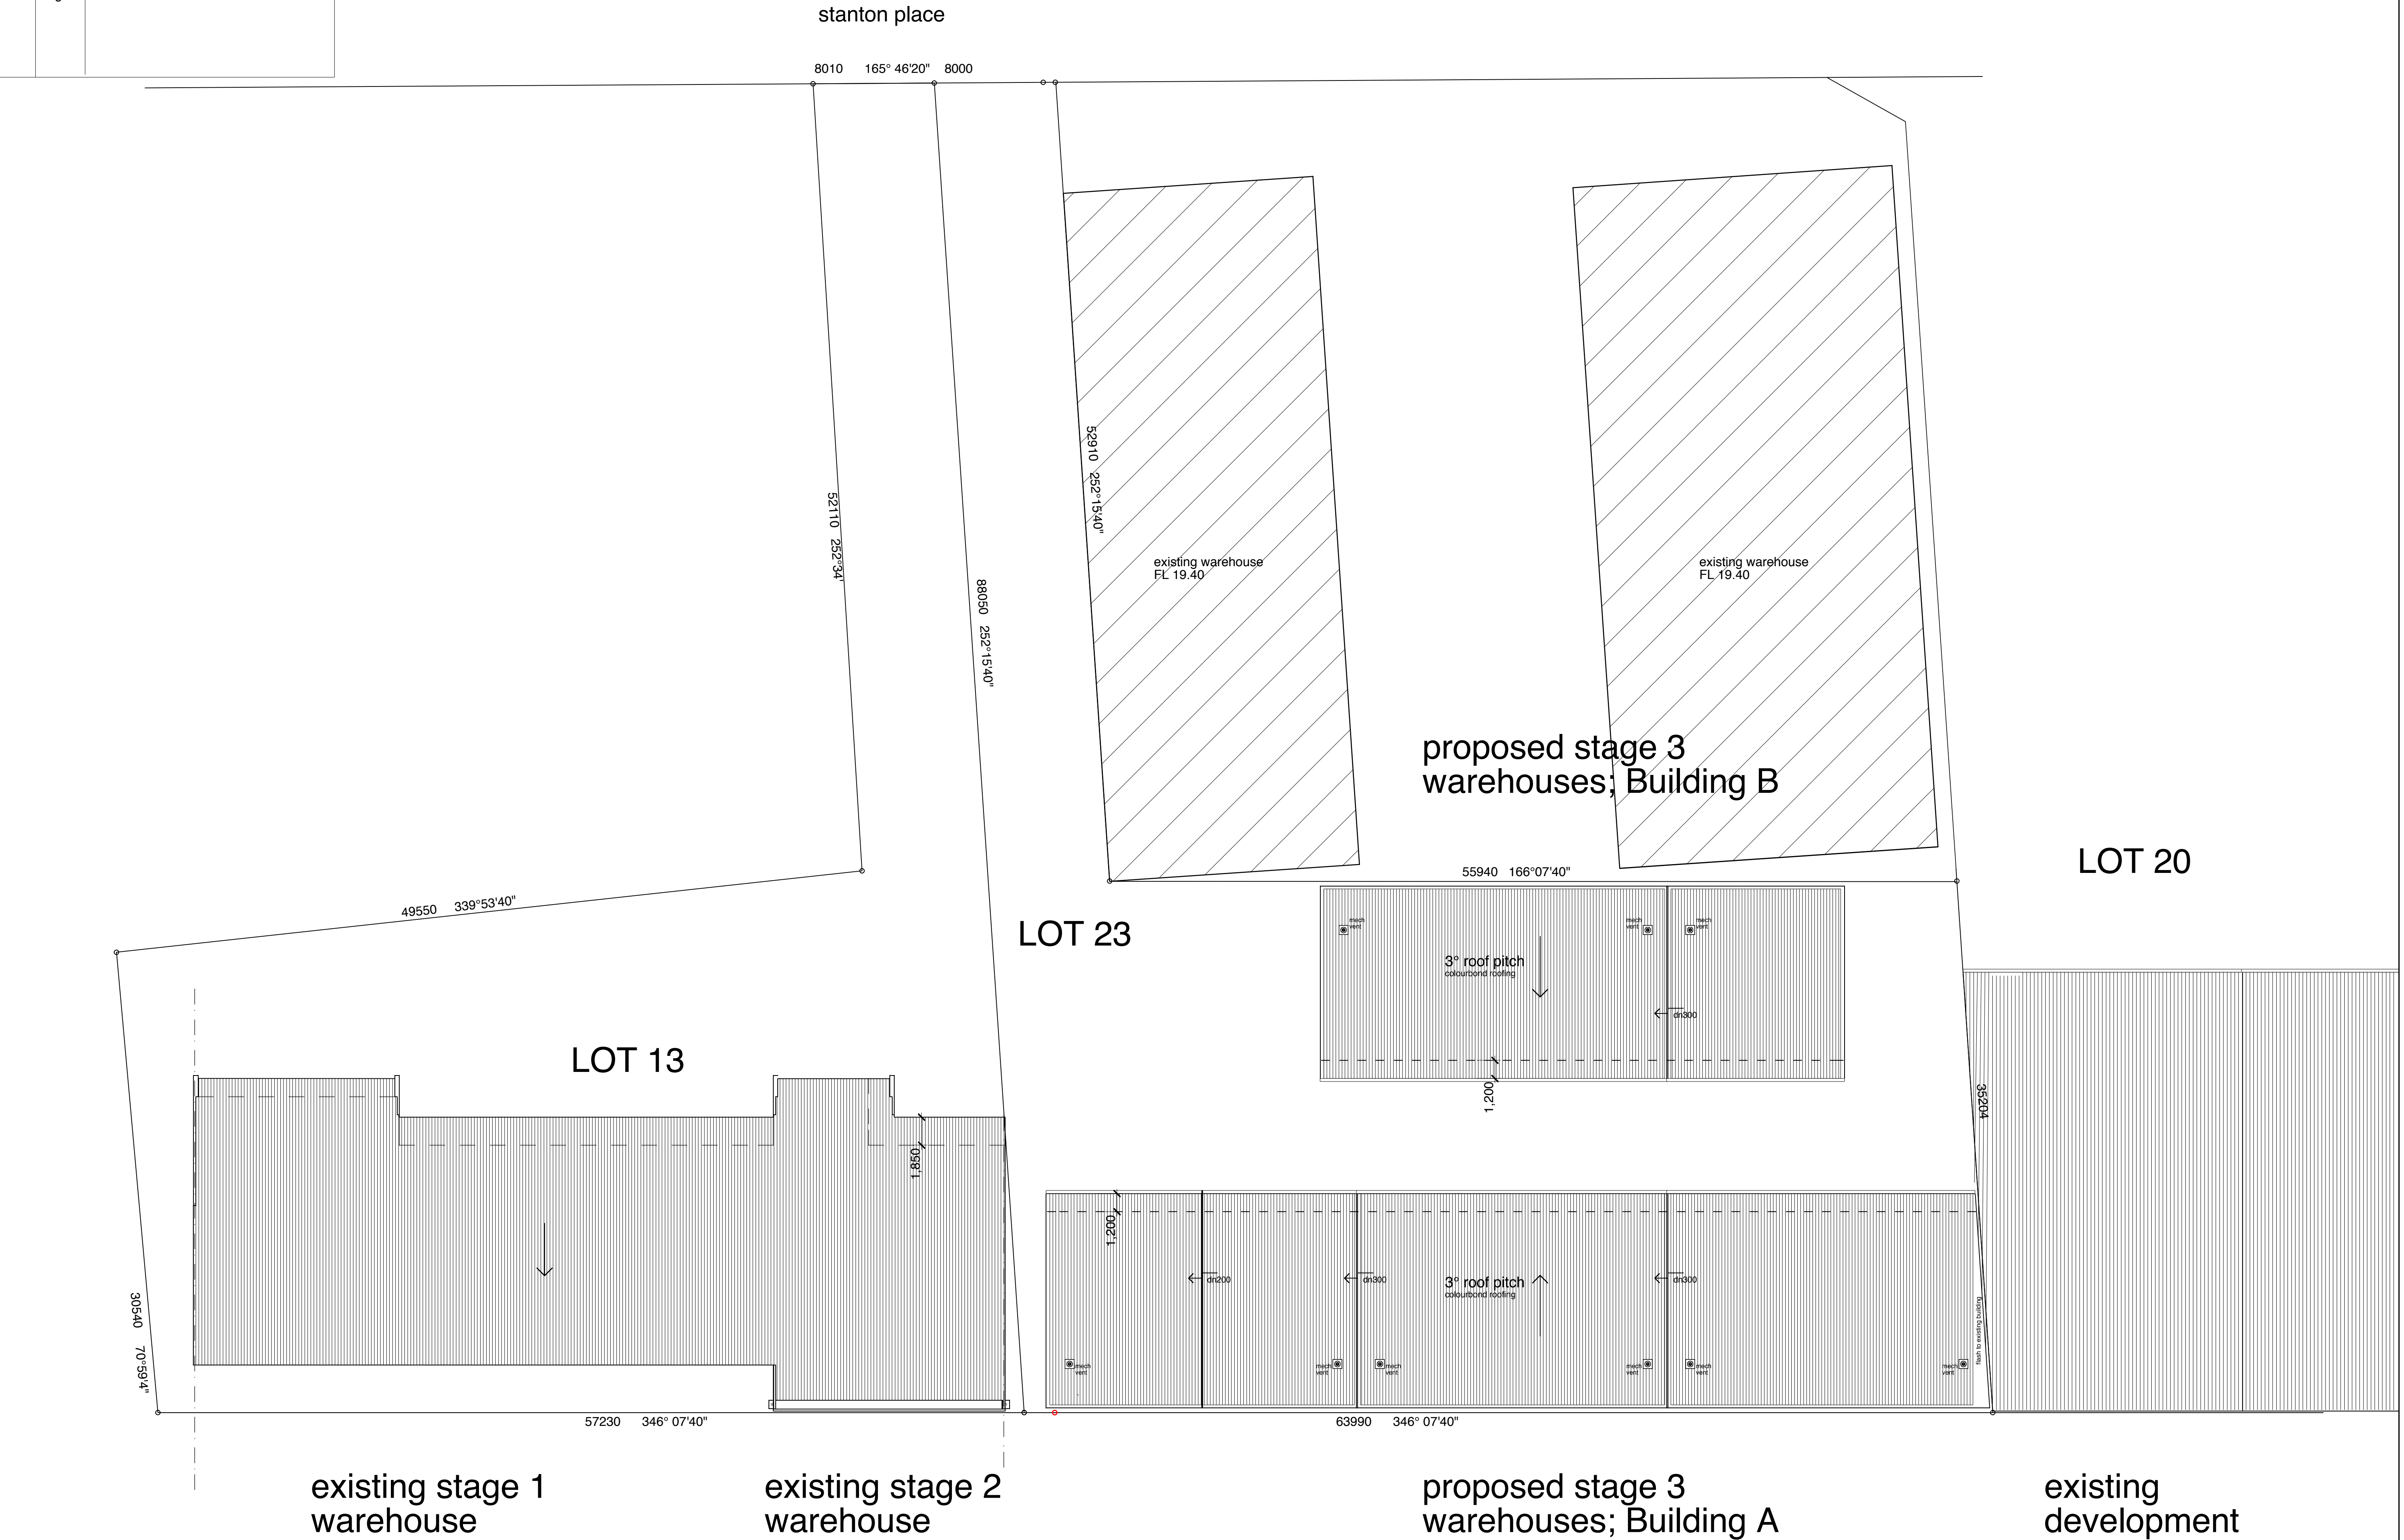 stanton place
8010 165° 46'20" 8000
52910 252°15'40"
52110 252°34'
existing warehouse
FL 19.40
existing warehouse
FL 19.40
88050 252°15'40"
proposed stage 3
warehouses; Building B
LOT 20
55940 166°07'40"
49550 339°53'40"
LOT 23
mech
vent
mech
vent
mech
vent
3° roof pitch
colourbond roofing
dn300
LOT 13
1,200
35204
1,850
1,200
dn200
dn300
3° roof pitch
colourbond roofing
dn300
30540 70°59'4"
flash to existing building
mech
vent
mech
vent
mech
vent
mech
vent
mech
vent
mech
vent
57230 346° 07'40"
63990 346° 07'40"
existing stage 1
warehouse
existing stage 2
warehouse
proposed stage 3
warehouses; Building A
existing
development